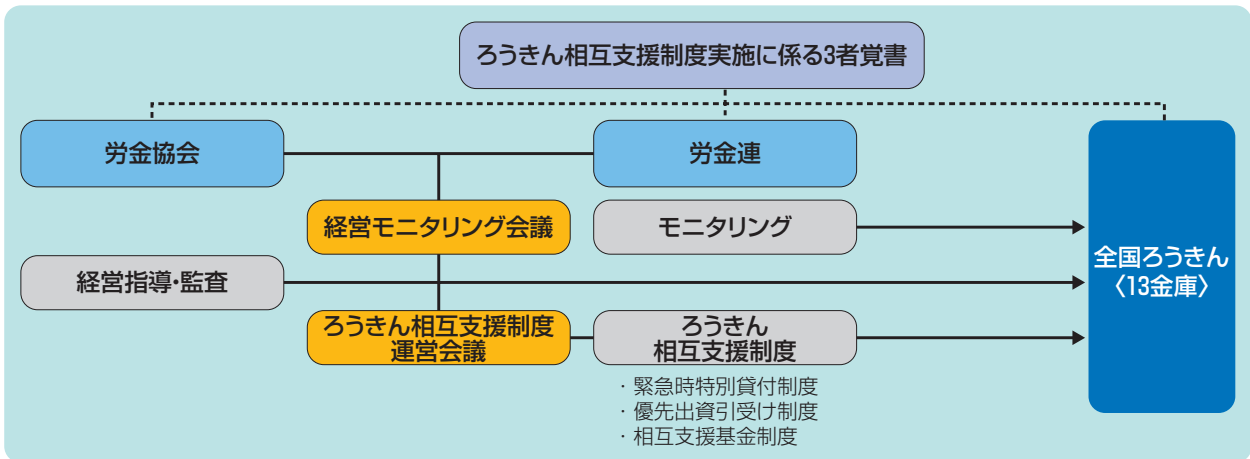 ろうきん相互支援制度実施に係る3者覚書
労金協会
労金連
経営モニタリング会議
モニタリング
全国ろうきん
〈13金庫〉
経営指導・監査
ろうきん相互支援制度
運営会議
ろうきん
相互支援制度
・緊急時特別貸付制度
・優先出資引受け制度
・相互支援基金制度